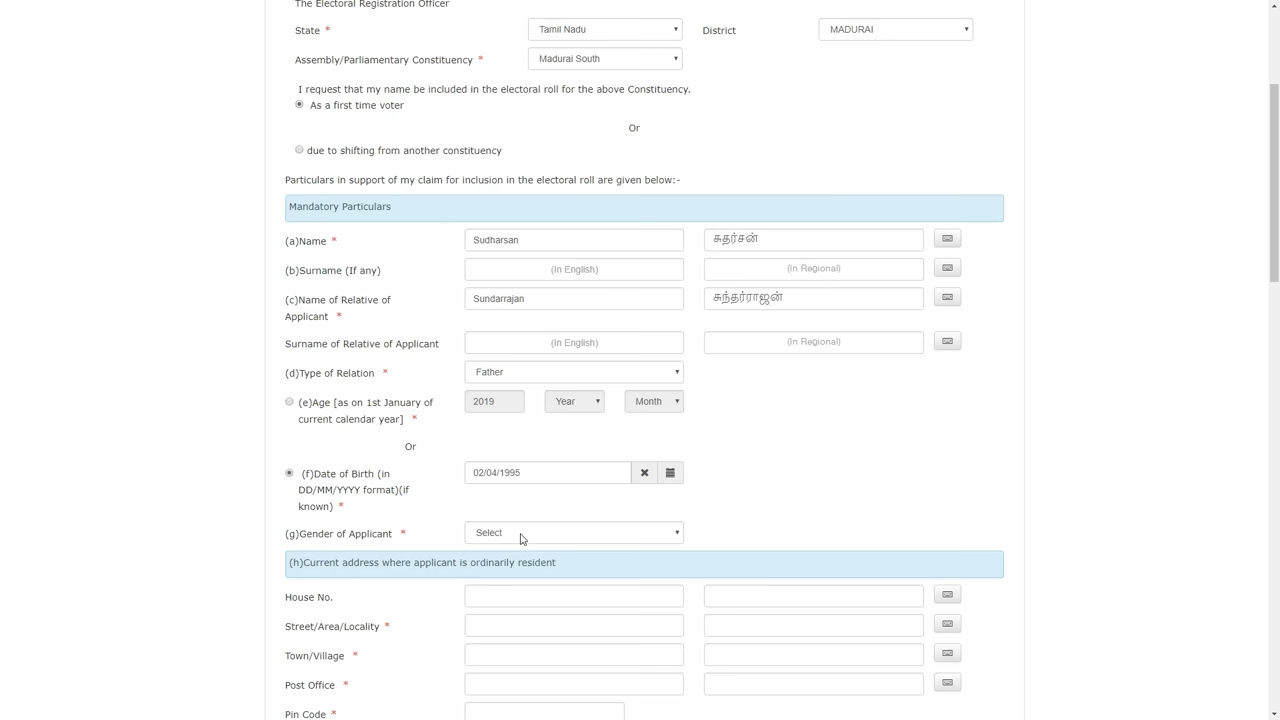 The Electoral Registration Officer
State * Tamil Nadu District MADURAI
Assembly/Parliamentary Constituency * Madurai South
I request that my name be included in the electoral roll for the above Constituency.
As a first time voter
Or
due to shifting from another constituency
Particulars in support of my claim for inclusion in the electoral roll are given below:-
Mandatory Particulars
(a)Name * Sudharsan சுதர்சன்
(b)Surname (If any) (In English) (In Regional)
(c)Name of Relative of Sundarrajan சுந்தர்ராஜன்
Applicant *
Surname of Relative of Applicant (In English) (In Regional)
(d)Type of Relation * Father
(e)Age [as on 1st January of 2019 Year Month
current calendar year] *
Or
(f)Date of Birth (in 02/04/1995
DD/MM/YYYY format)(if
known) *
(g)Gender of Applicant * Select
(h)Current address where applicant is ordinarily resident
House No.
Street/Area/Locality *
Town/Village *
Post Office *
Pin Code *